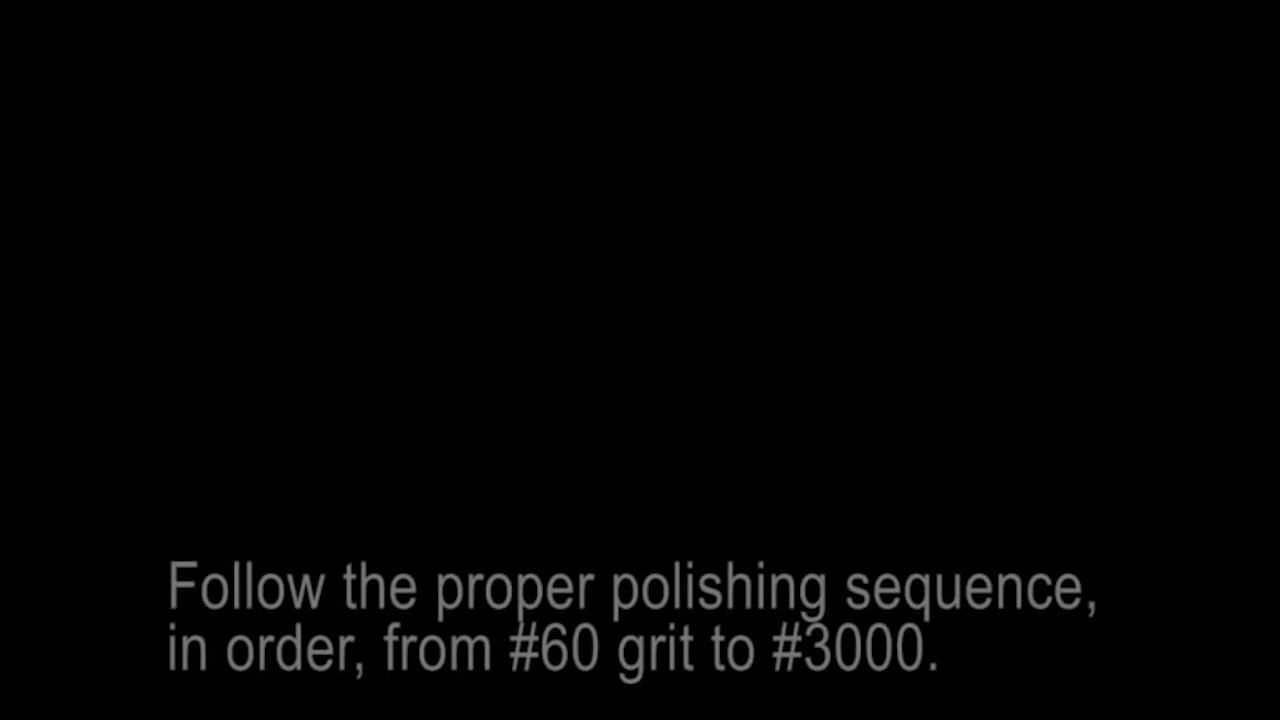 Follow the proper polishing sequence,
in order, from #60 grit to #3000.